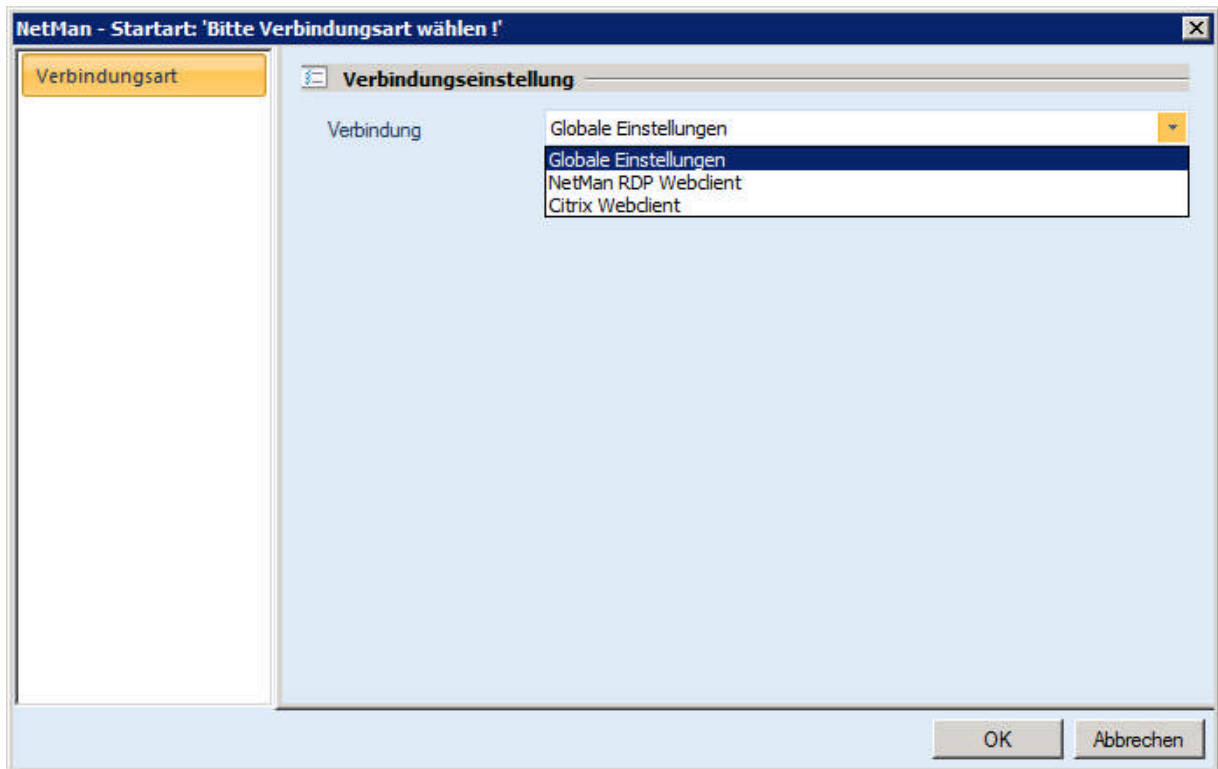 NetMan - Startart: 'Bitte Verbindungsart wählen !'
Verbindungsart
Verbindungseinstellung
Verbindung
Globale Einstellungen
Globale Einstellungen
NetMan RDP Webclient
Citrix Webclient
OK
Abbrechen